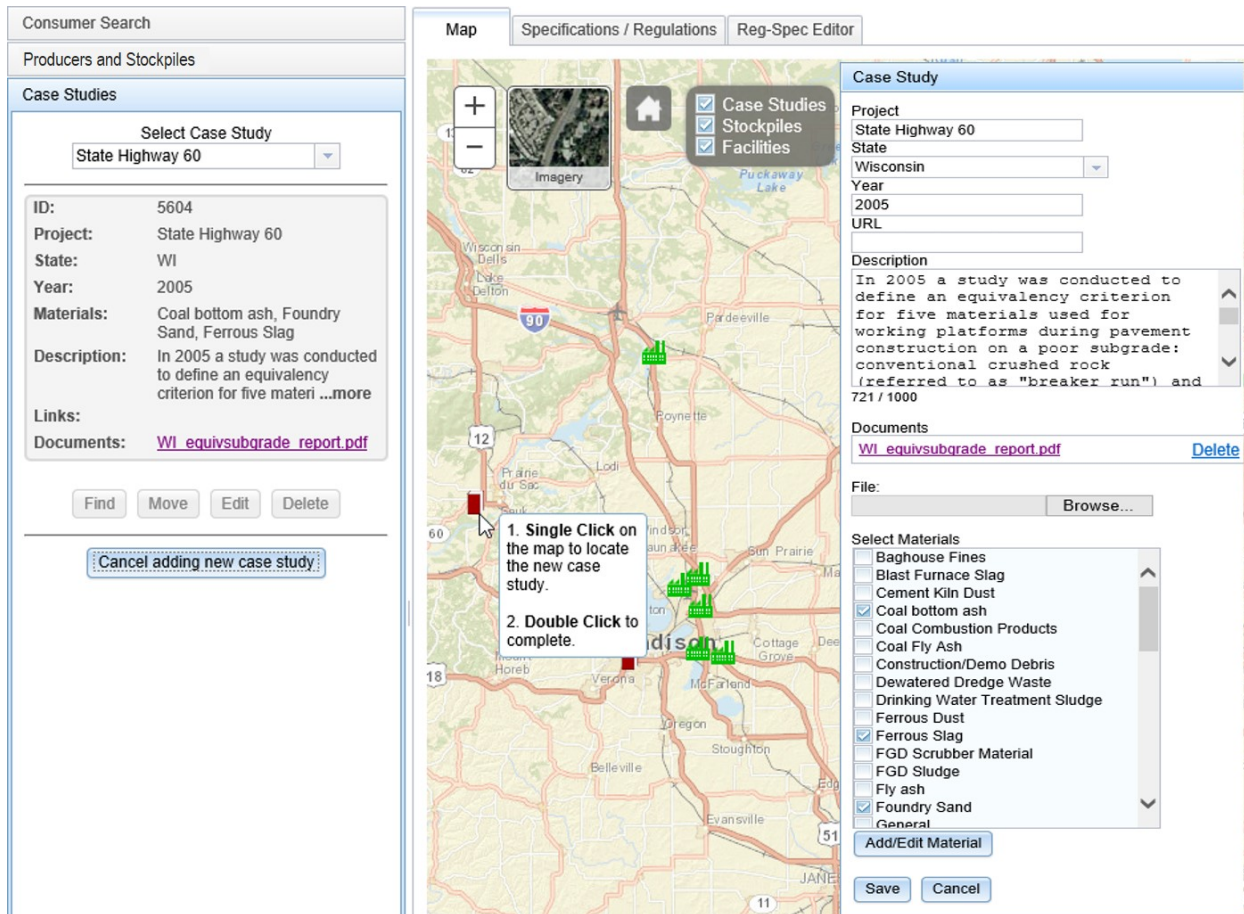 Consumer Search
Producers and Stockpiles
Case Studies
Select Case Study
State Highway 60
ID: 5604
Project: State Highway 60
State: WI
Year: 2005
Materials: Coal bottom ash, Foundry
Sand, Ferrous Slag
Description: In 2005 a study was conducted
to define an equivalency
criterion for five materi ...more
Links:
Documents: WI_equivsubgrade_report.pdf
Find Move Edit Delete
Cancel adding new case study
Map Specifications / Regulations Reg-Spec Editor
+
−
Imagery
Case Studies
Stockpiles
Facilities
Puckaway
Lake
Wisconsin
Dells
Lake
Delton
90
Pardeeville
Poynette
12
Lodi
Prairie
du Sac
Sauk
60
1. Single Click on
the map to locate
the new case
study.
2. Double Click to
complete.
Windsor
Sun Prairie
Ma
ton
dison
Cottage
Grove
Dee
Mount
Horeb
Verona
McFarland
18
Oregon
Stoughton
Belleville
Edg
Evansville
51
JANE
11
Case Study
Project
State Highway 60
State
Wisconsin
Year
2005
URL
Description
In 2005 a study was conducted to
define an equivalency criterion
for five materials used for
working platforms during pavement
construction on a poor subgrade:
conventional crushed rock
(referred to as "breaker run") and
721 / 1000
Documents
WI_equivsubgrade_report.pdf Delete
File:
Browse...
Select Materials
Baghouse Fines
Blast Furnace Slag
Cement Kiln Dust
Coal bottom ash
Coal Combustion Products
Coal Fly Ash
Construction/Demo Debris
Dewatered Dredge Waste
Drinking Water Treatment Sludge
Ferrous Dust
Ferrous Slag
FGD Scrubber Material
FGD Sludge
Fly ash
Foundry Sand
General
Add/Edit Material
Save Cancel